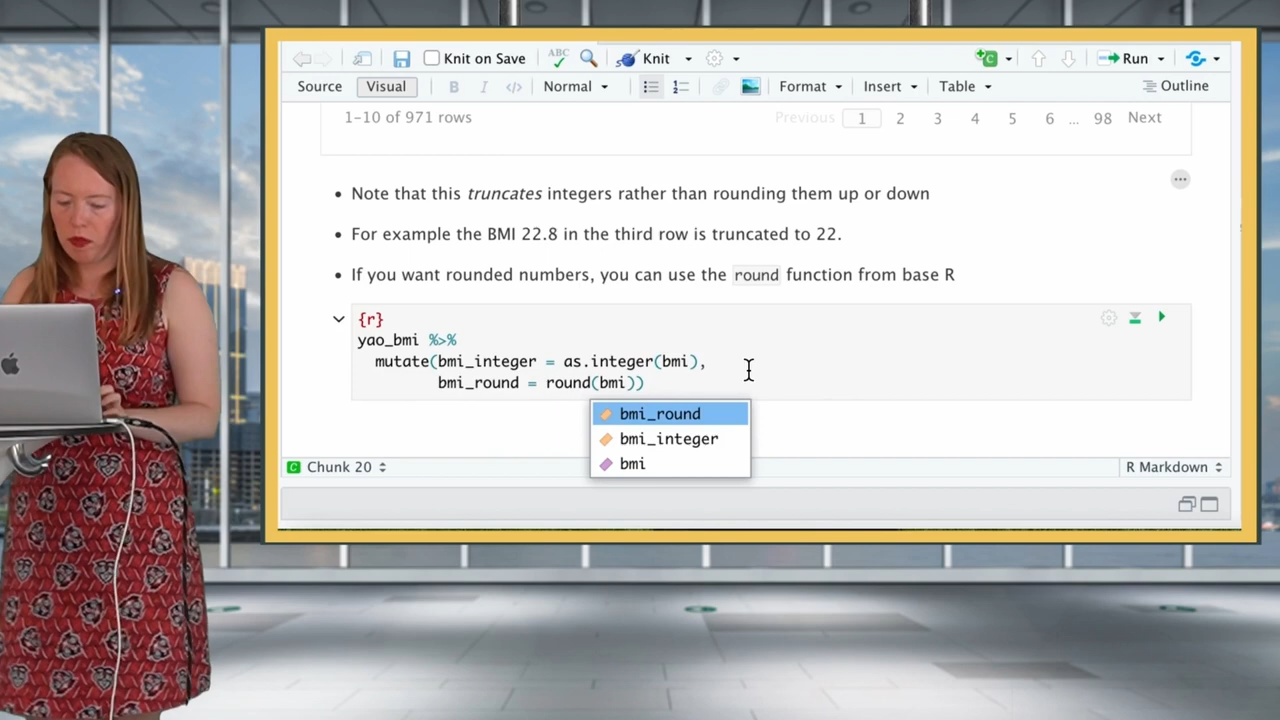 Knit on Save
ABC
Knit
Run
Source
Visual
B
I
Normal
Format
Insert
Table
Outline
1-10 of 971 rows
Previous 1 2 3 4 5 6 ... 98 Next
• Note that this truncates integers rather than rounding them up or down
• For example the BMI 22.8 in the third row is truncated to 22.
• If you want rounded numbers, you can use the round function from base R
{r}
yao_bmi %>%
mutate(bmi_integer = as.integer(bmi),
bmi_round = round(bmi))
bmi_round
bmi_integer
bmi
Chunk 20
R Markdown